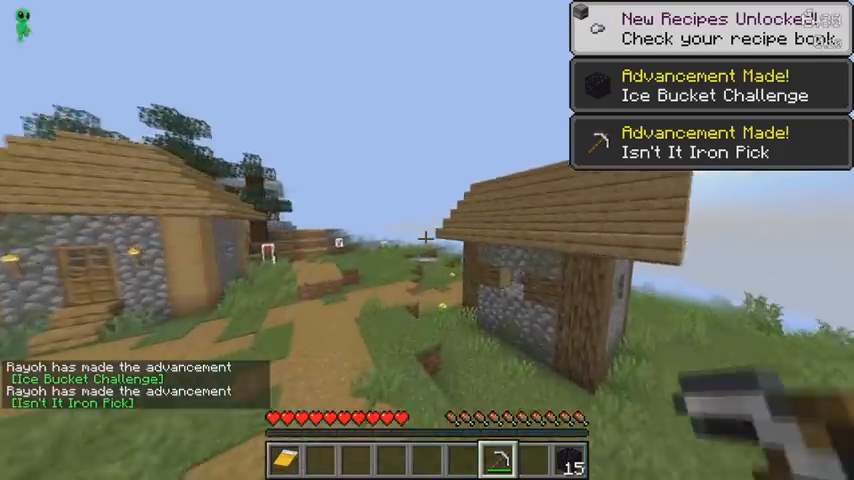 New Recipes Unlocked!
Check your recipe book
Advancement Made!
Ice Bucket Challenge
Advancement Made!
Isn't It Iron Pick
Rayoh has made the advancement
[Ice Bucket Challenge]
Rayoh has made the advancement
[Isn't It Iron Pick]
15